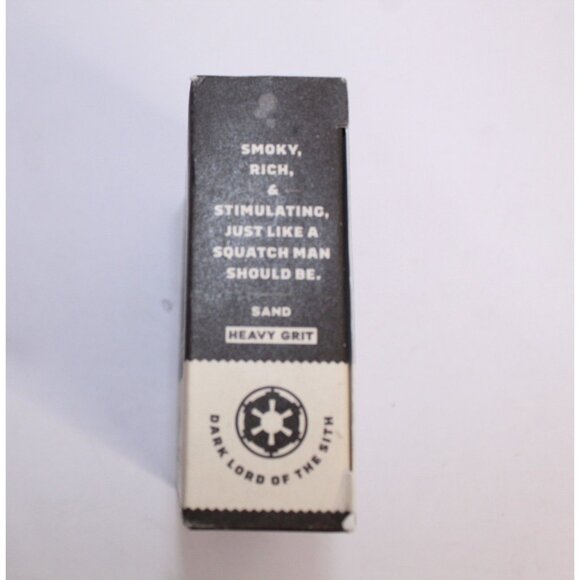 SMOKY,
RICH,
&
STIMULATING,
JUST LIKE A
SQUATCH MAN
SHOULD BE.
SAND
HEAVY GRIT
DARK LORD OF THE SITH